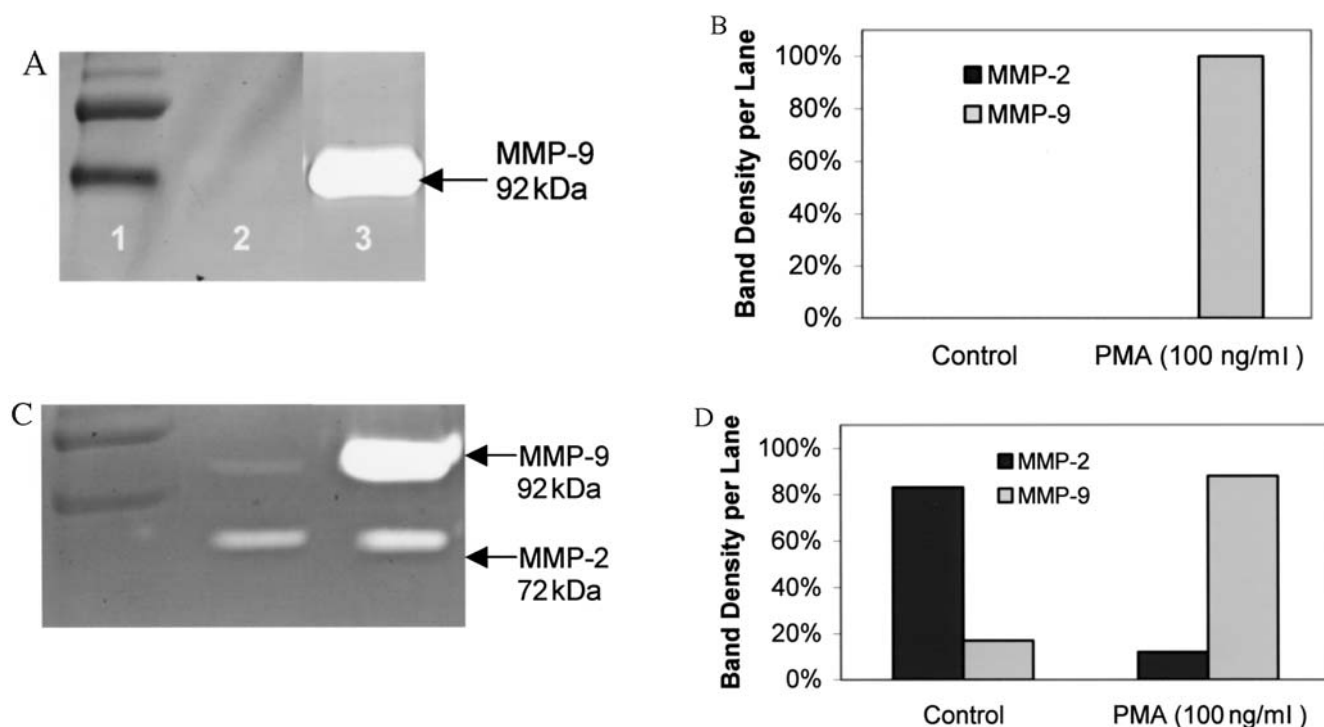 A
1 2 3
MMP-9
92 kDa
B
Band Density per Lane
100%
80%
60%
40%
20%
0%
MMP-2
MMP-9
Control PMA (100 ng/ml )
C
MMP-9
92 kDa
MMP-2
72 kDa
D
Band Density per Lane
100%
80%
60%
40%
20%
0%
MMP-2
MMP-9
Control PMA (100 ng/ml )